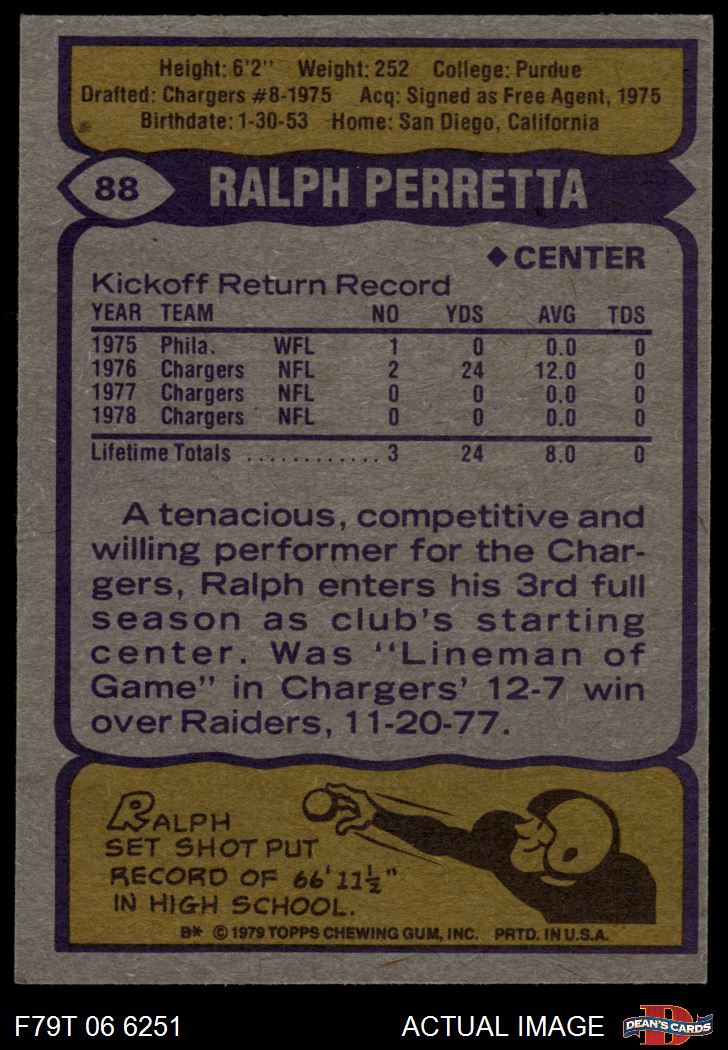 Height: 6'2" Weight: 252 College: Purdue
Drafted: Chargers #8-1975 Acq: Signed as Free Agent, 1975
Birthdate: 1-30-53 Home: San Diego, California
88 RALPH PERRETTA
◆ CENTER
Kickoff Return Record
YEAR TEAM NO YDS AVG TDS
1975 Phila. WFL 1 0 0.0 0
1976 Chargers NFL 2 24 12.0 0
1977 Chargers NFL 0 0 0.0 0
1978 Chargers NFL 0 0 0.0 0
Lifetime Totals ............ 3 24 8.0 0
A tenacious, competitive and
willing performer for the Char-
gers, Ralph enters his 3rd full
season as club's starting
center. Was "Lineman of
Game" in Chargers' 12-7 win
over Raiders, 11-20-77.
RALPH
SET SHOT PUT
RECORD OF 66' 11½"
IN HIGH SCHOOL.
B* © 1979 TOPPS CHEWING GUM, INC. PRTD. IN U.S.A.
F79T 06 6251 ACTUAL IMAGE DEAN'S CARDS